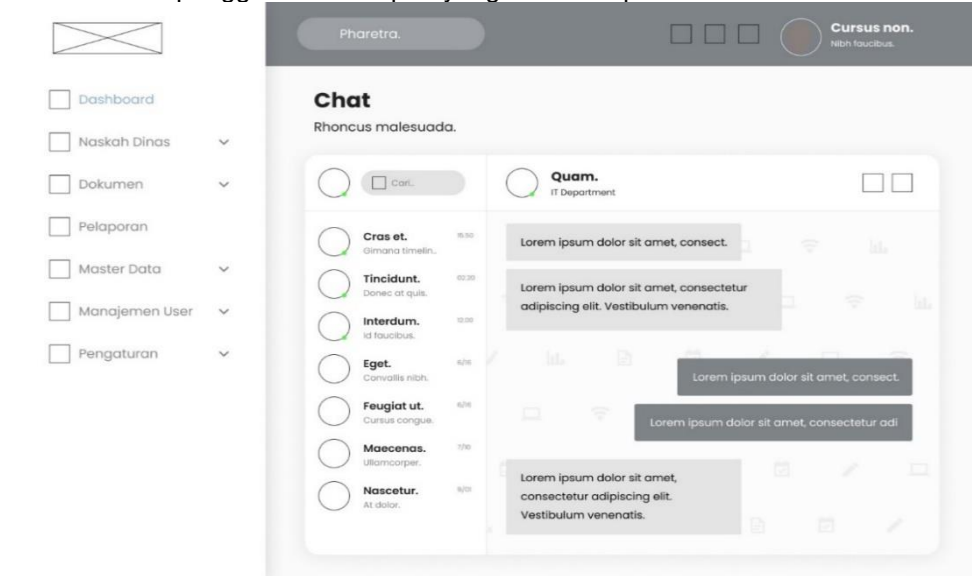 Pharetra.
Cursus non.
Nibh faucibus.
Dashboard
Naskah Dinas
Dokumen
Pelaporan
Master Data
Manajemen User
Pengaturan
Chat
Rhoncus malesuada.
Cari..
Quam.
IT Department
Cras et.
Gimana timelin..
Tincidunt.
Donec at quis.
Interdum.
Id faucibus.
Eget.
Convallis nibh.
Feugiat ut.
Cursus congue.
Maecenas.
Ullamcorper.
Nascetur.
At dolor.
Lorem ipsum dolor sit amet, consect.
Lorem ipsum dolor sit amet, consectetur
adipiscing elit. Vestibulum venenatis.
Lorem ipsum dolor sit amet, consect.
Lorem ipsum dolor sit amet, consectetur adi
Lorem ipsum dolor sit amet,
consectetur adipiscing elit.
Vestibulum venenatis.